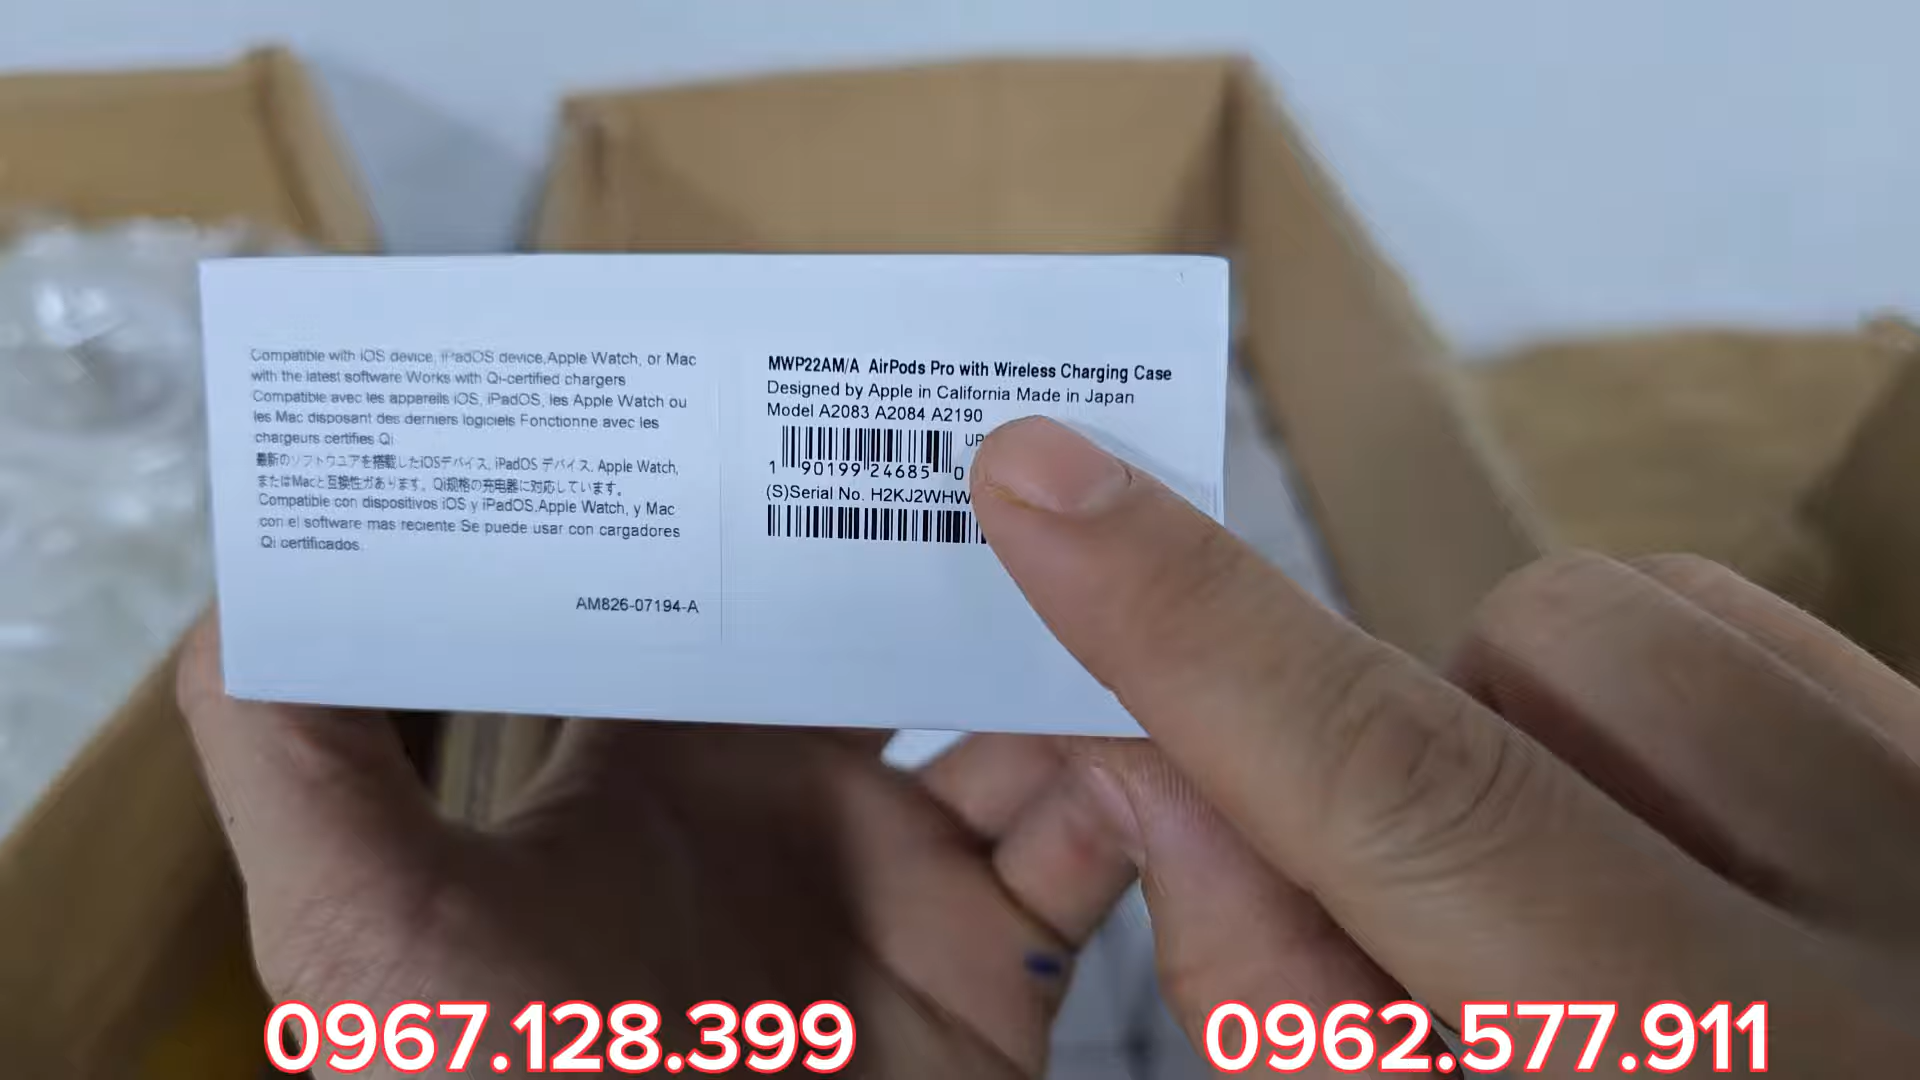 Compatible with iOS device, iPadOS device,Apple Watch, or Mac
with the latest software Works with Qi-certified chargers
Compatible avec les appareils iOS, iPadOS, les Apple Watch ou
les Mac disposant des derniers logiciels Fonctionne avec les
chargeurs certifies Qi
最新のソフトウエアを搭載したiOSデバイス, iPadOS デバイス, Apple Watch,
またはMacと互換性があります。Qi规格の充電器に対応しています。
Compatible con dispositivos iOS y iPadOS,Apple Watch, y Mac
con el software mas reciente Se puede usar con cargadores
Qi certificados
AM826-07194-A
MWP22AM/A AirPods Pro with Wireless Charging Case
Designed by Apple in California Made in Japan
Model A2083 A2084 A2190
UP
1 90199 24685 0
(S)Serial No. H2KJ2WHW
0967.128.399
0962.577.911